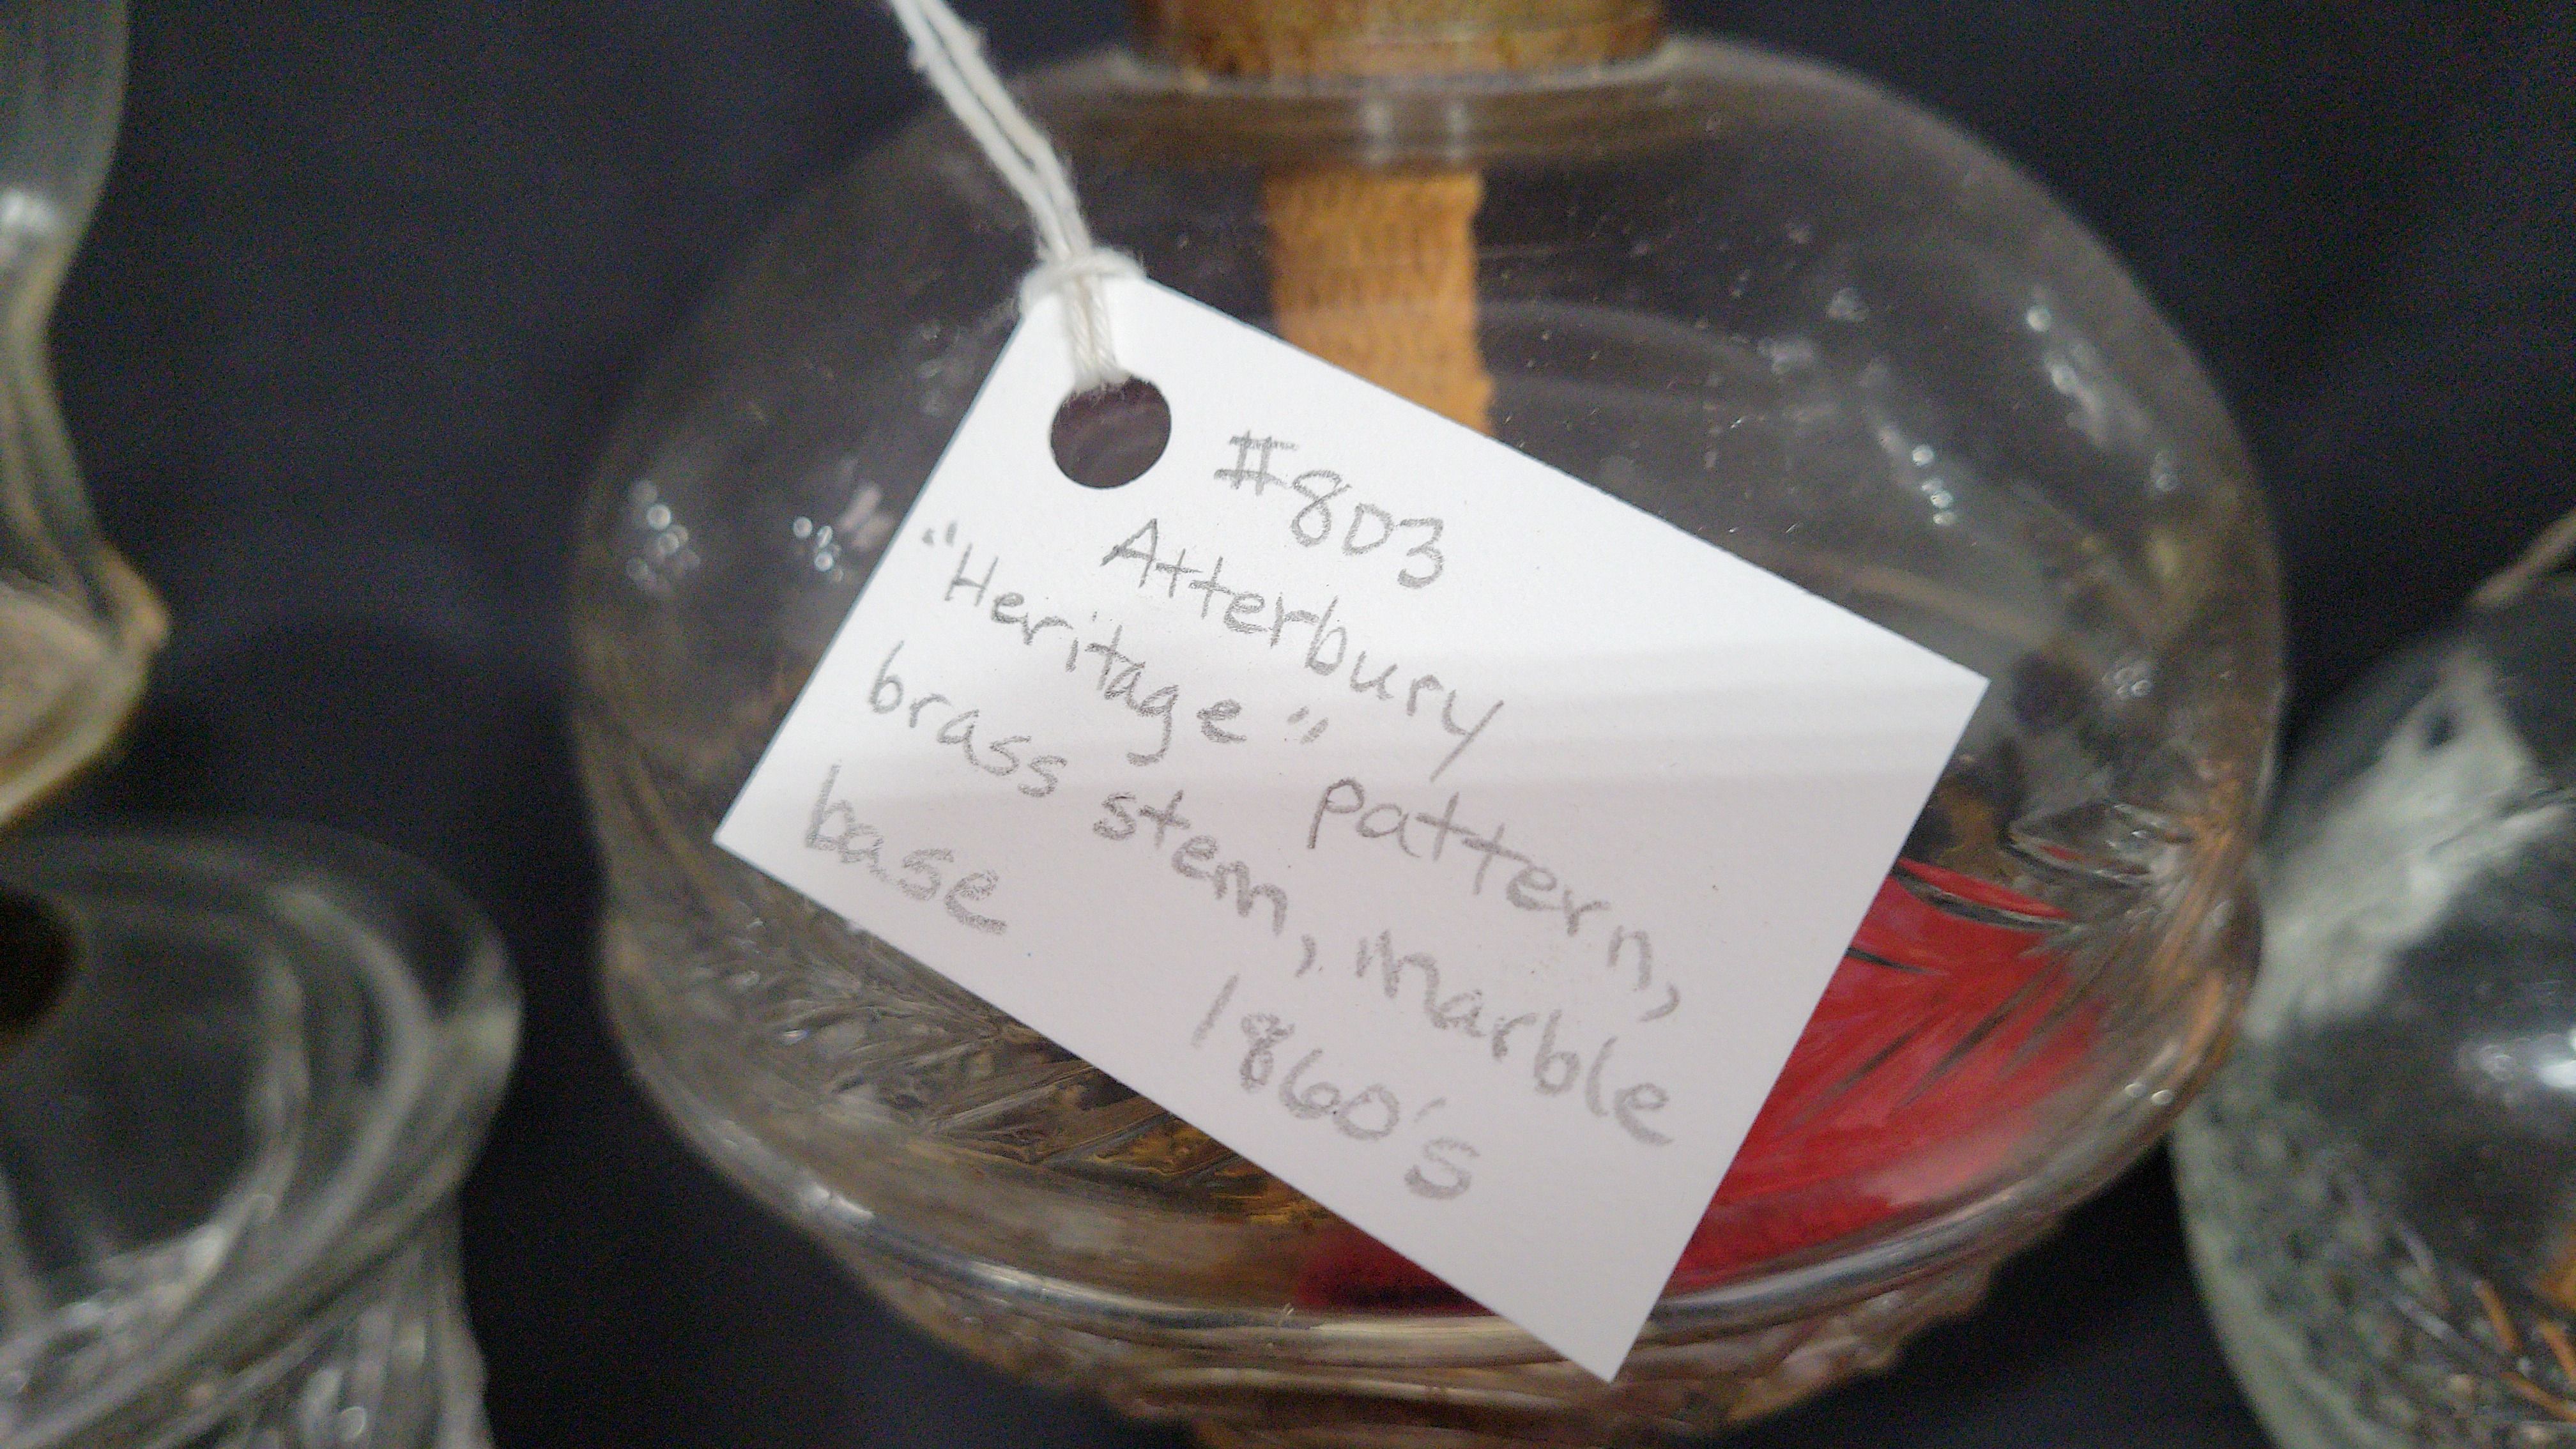 #803
Atterbury
"Heritage" pattern,
brass stem, marble
base 1860's